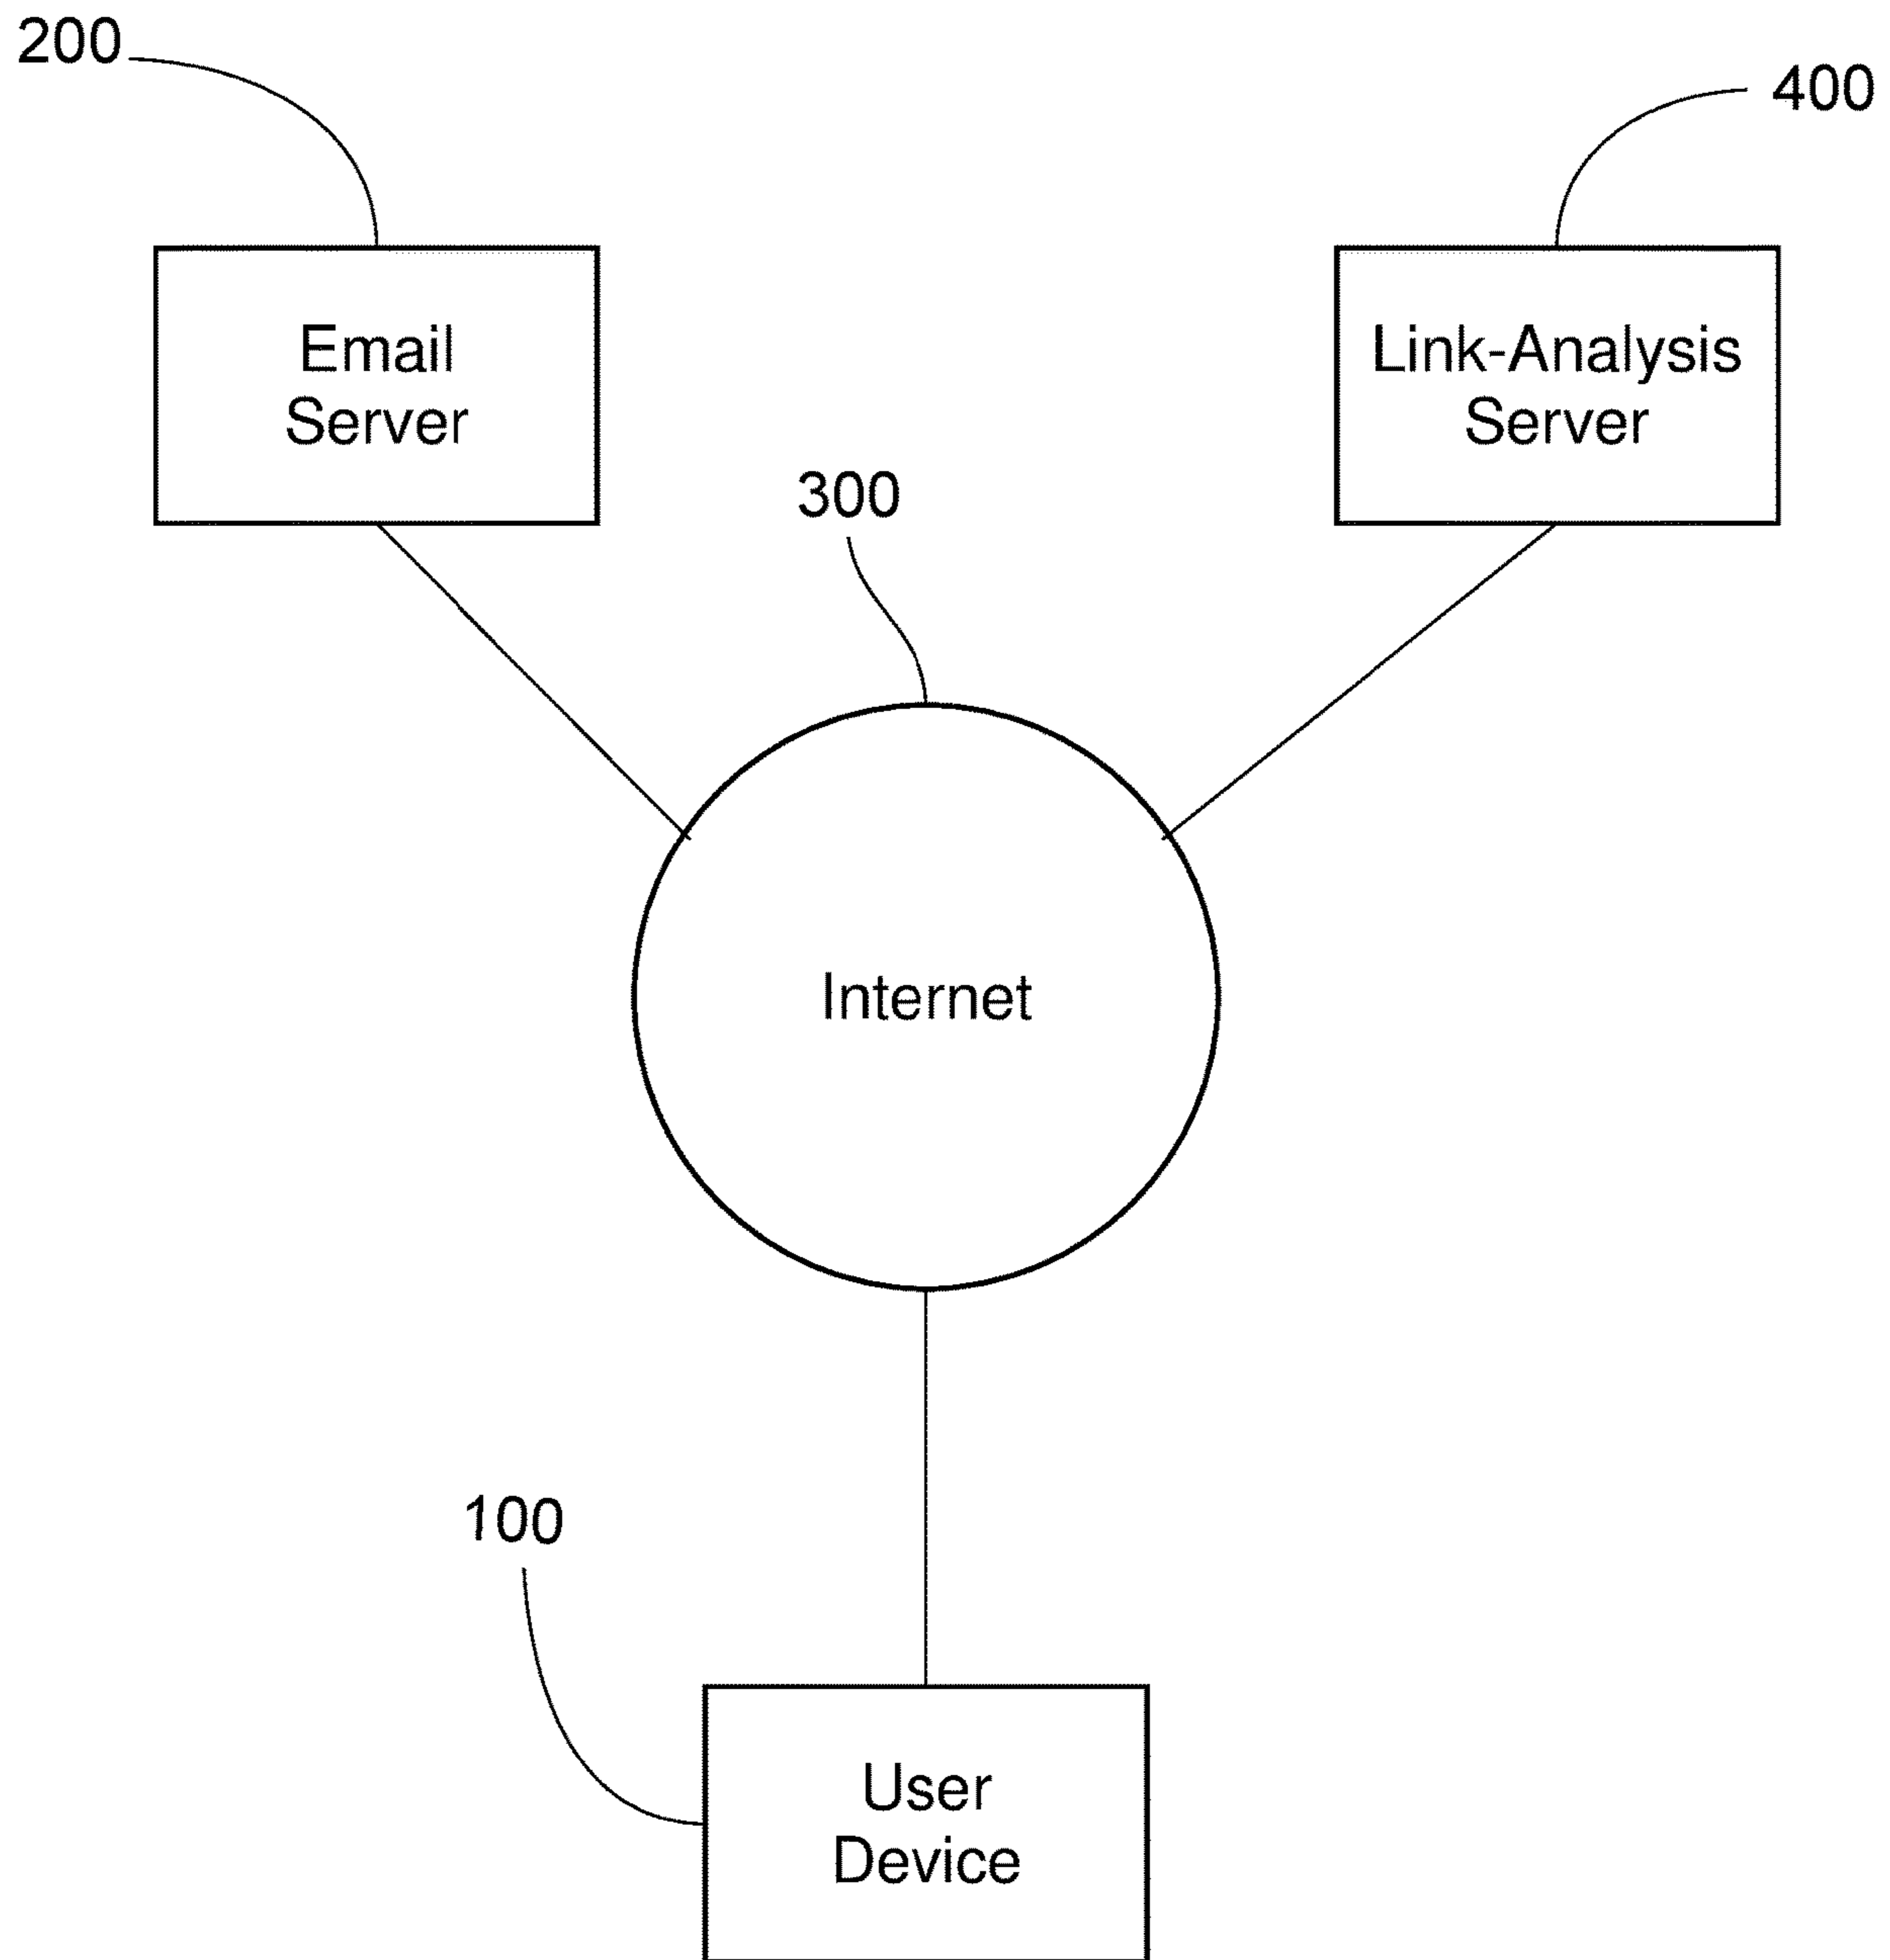 200
400
Email
Server
Link-Analysis
Server
300
Internet
100
User
Device